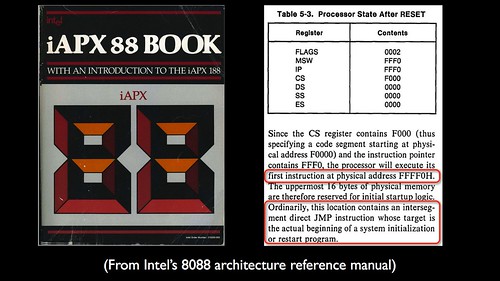 intel
iAPX 88 BOOK
WITH AN INTRODUCTION TO THE iAPX 188
iAPX
88
Table 5-3. Processor State After RESET
Register Contents
FLAGS 0002
MSW FFF0
IP FFF0
CS F000
DS 0000
SS 0000
ES 0000
Since the CS register contains F000 (thus
specifying a code segment starting at physi-
cal address F0000) and the instruction pointer
contains FFF0, the processor will execute its
first instruction at physical address FFFF0H.
The uppermost 16 bytes of physical memory
are therefore reserved for initial startup logic.
Ordinarily, this location contains an interseg-
ment direct JMP instruction whose target is
the actual beginning of a system initialization
or restart program.
(From Intel's 8088 architecture reference manual)